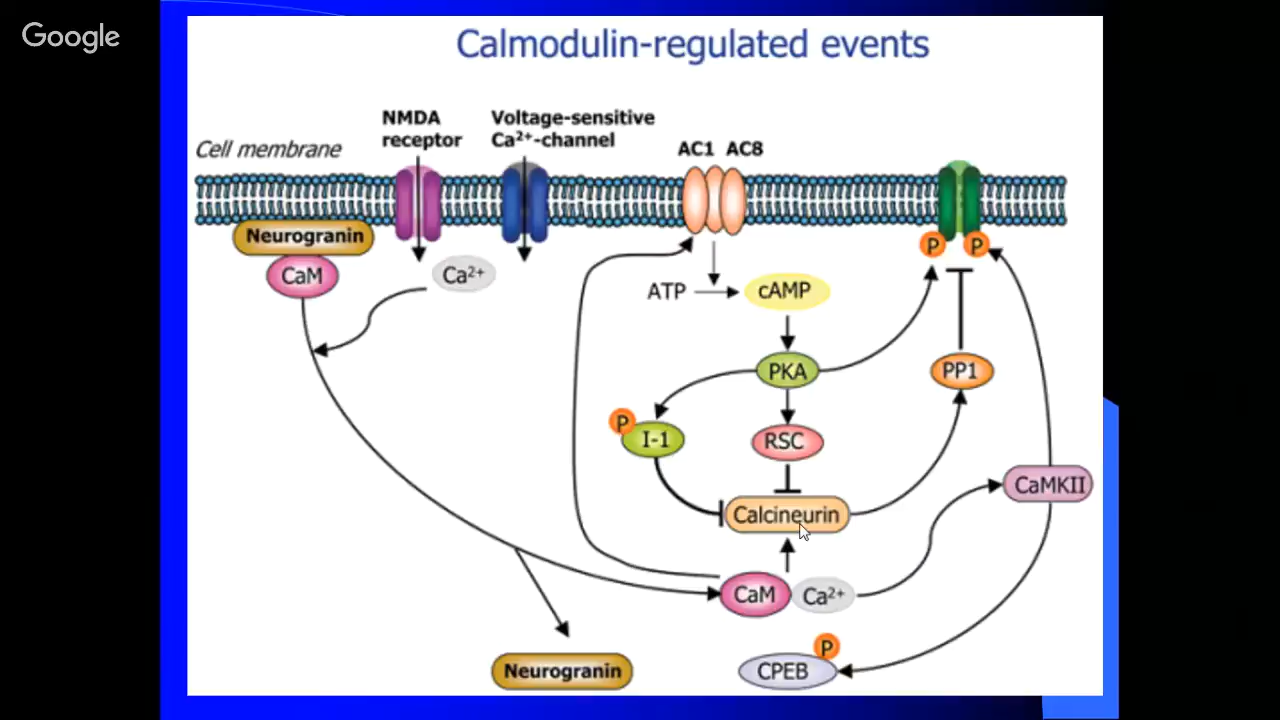 Google
Calmodulin-regulated events
NMDA
receptor
Voltage-sensitive
Ca²⁺-channel
Cell membrane
AC1 AC8
Neurogranin
CaM
Ca²⁺
P
P
ATP
cAMP
PKA
PP1
P
I-1
RSC
CaMKII
Calcineurin
CaM
Ca²⁺
P
Neurogranin
CPEB